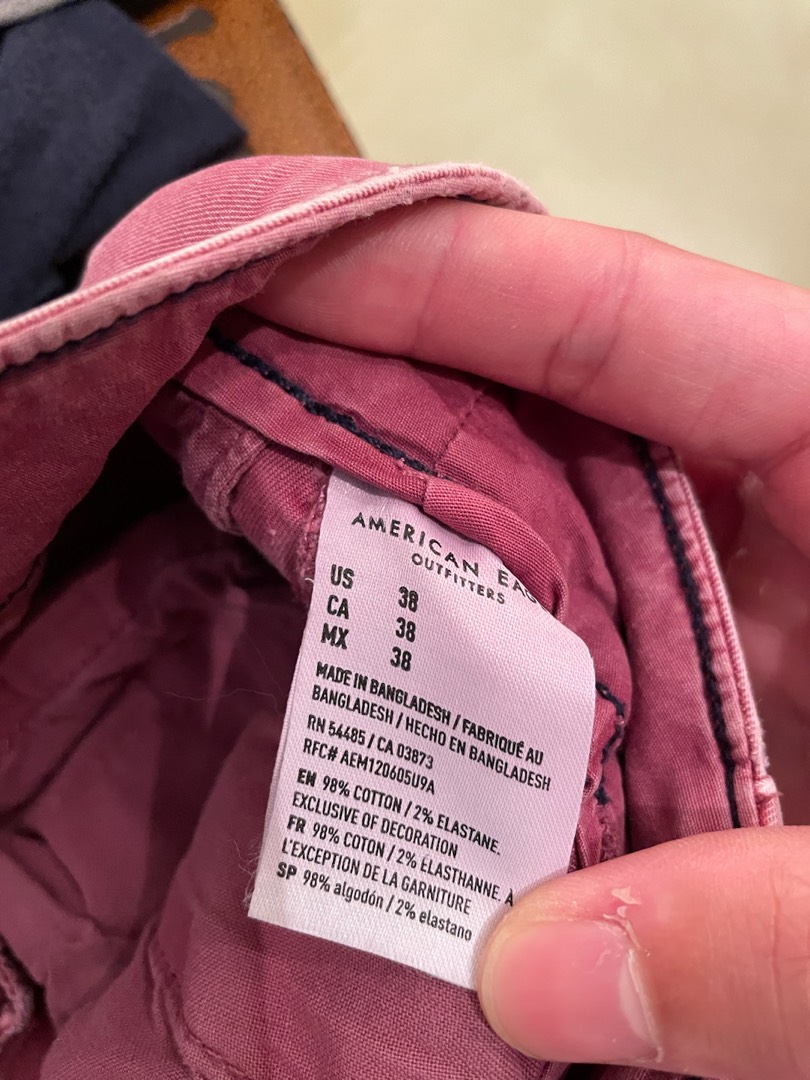 AMERICAN
OUTFITTERS
US 38
CA 38
MX 38
MADE IN BANGLADESH / FABRIQUÉ AU
BANGLADESH / HECHO EN BANGLADESH
RN 54485 / CA 03873
RFC# AEM120605U9A
EN 98% COTTON / 2% ELASTANE.
EXCLUSIVE OF DECORATION
FR 98% COTON / 2% ÉLASTHANNE. À
L'EXCEPTION DE LA GARNITURE
SP 98% algodón / 2% elastano